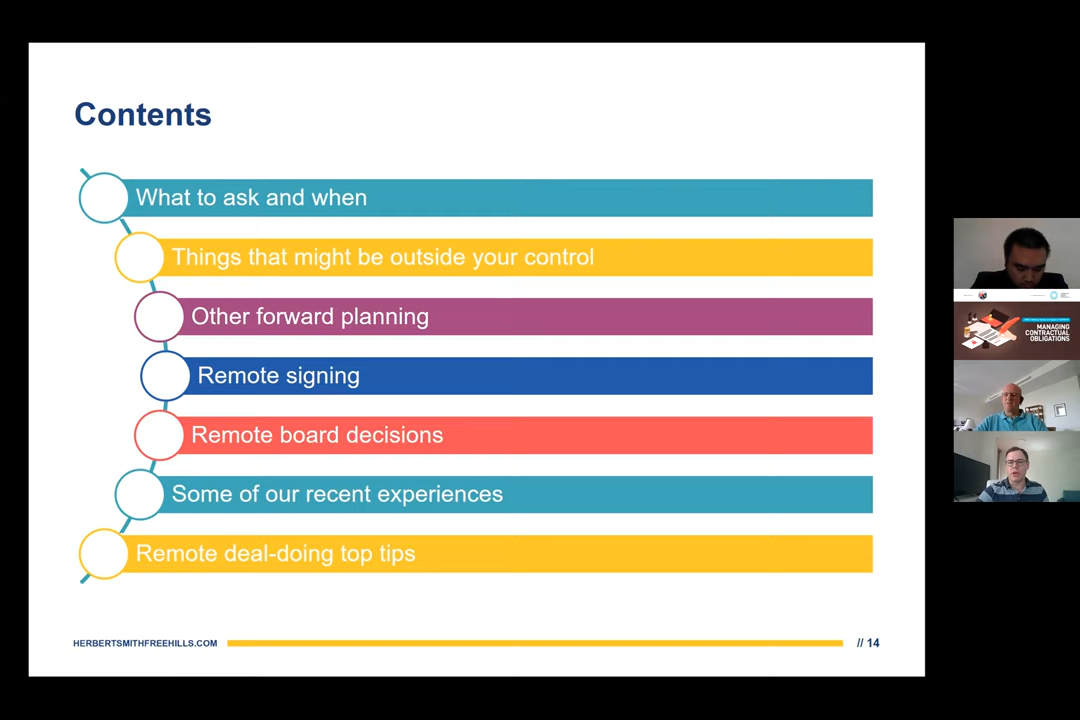 Contents
What to ask and when
Things that might be outside your control
Other forward planning
Remote signing
Remote board decisions
Some of our recent experiences
Remote deal-doing top tips
HERBERTSMITHFREEHILLS.COM
// 14
MANAGING
CONTRACTUAL
OBLIGATIONS